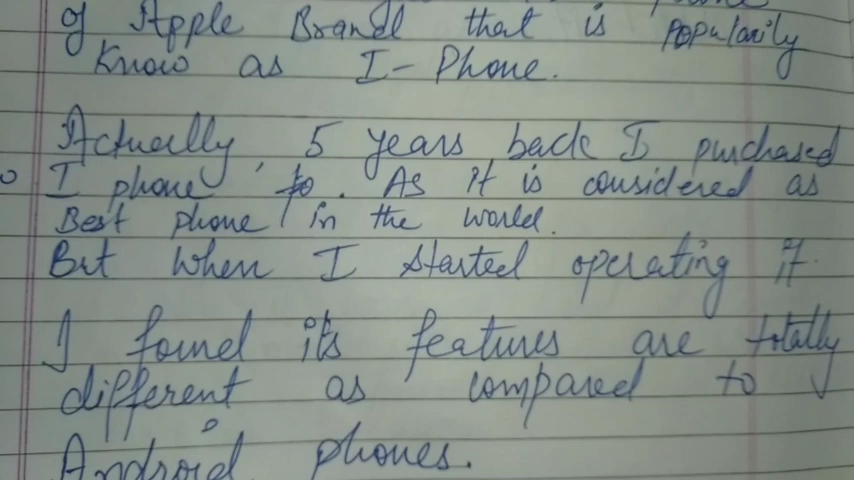 of Apple Brand that is popularily
Know as I-Phone.
Actually, 5 years back I purchased
I phone . As it is considered as
Best phone in the world.
But when I started operating it.
I found its features are totally
different as compared to
Android phones.